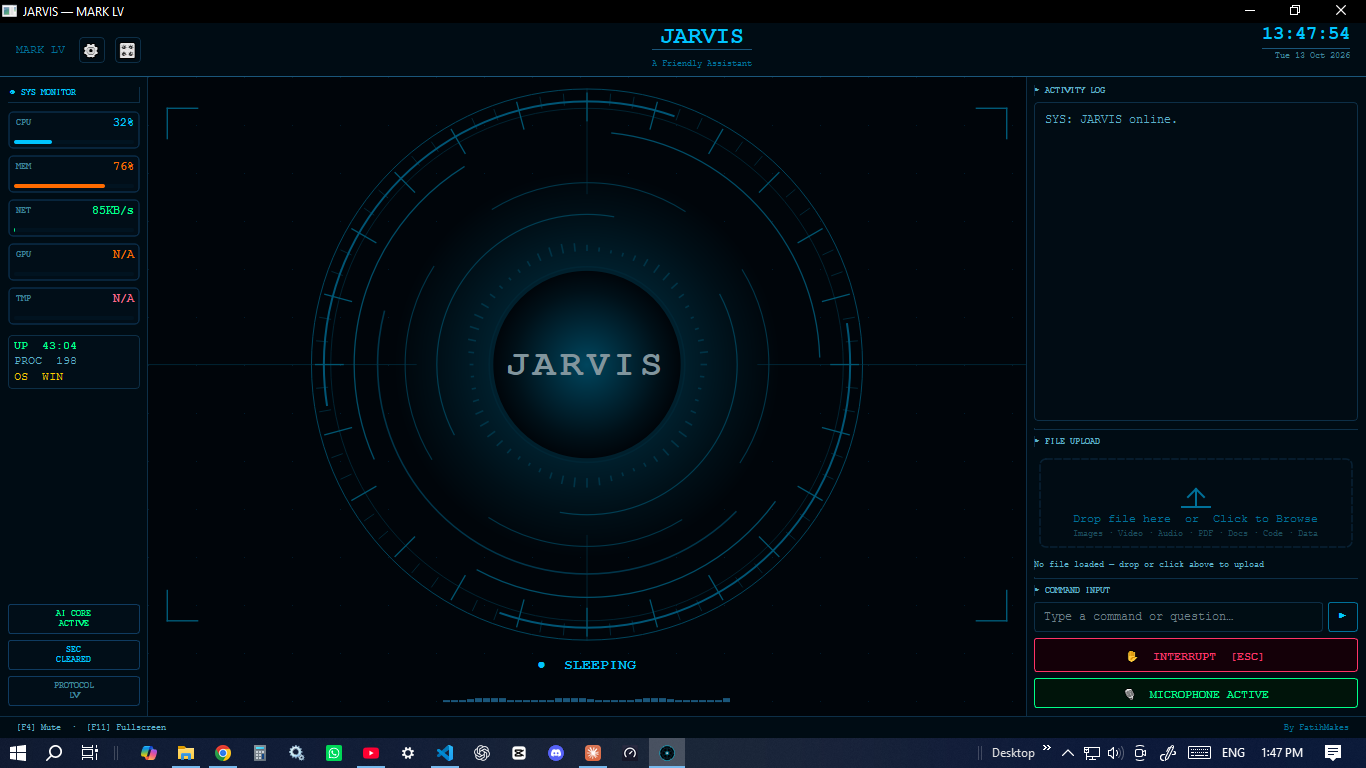 JARVIS — MARK LV
MARK LV
JARVIS
A Friendly Assistant
13:47:54
Tue 13 Oct 2026
SYS MONITOR
CPU 32%
MEM 76%
NET 85KB/s
GPU N/A
TMP N/A
UP 43:04
PROC 198
OS WIN
AI CORE
ACTIVE
SEC
CLEARED
PROTOCOL
LV
JARVIS
SLEEPING
ACTIVITY LOG
SYS: JARVIS online.
FILE UPLOAD
Drop file here or Click to Browse
Images · Video · Audio · PDF · Docs · Code · Data
No file loaded — drop or click above to upload
COMMAND INPUT
Type a command or question…
INTERRUPT [ESC]
MICROPHONE ACTIVE
[F4] Mute · [F11] Fullscreen
By FatihMakes
Desktop
ENG
1:47 PM